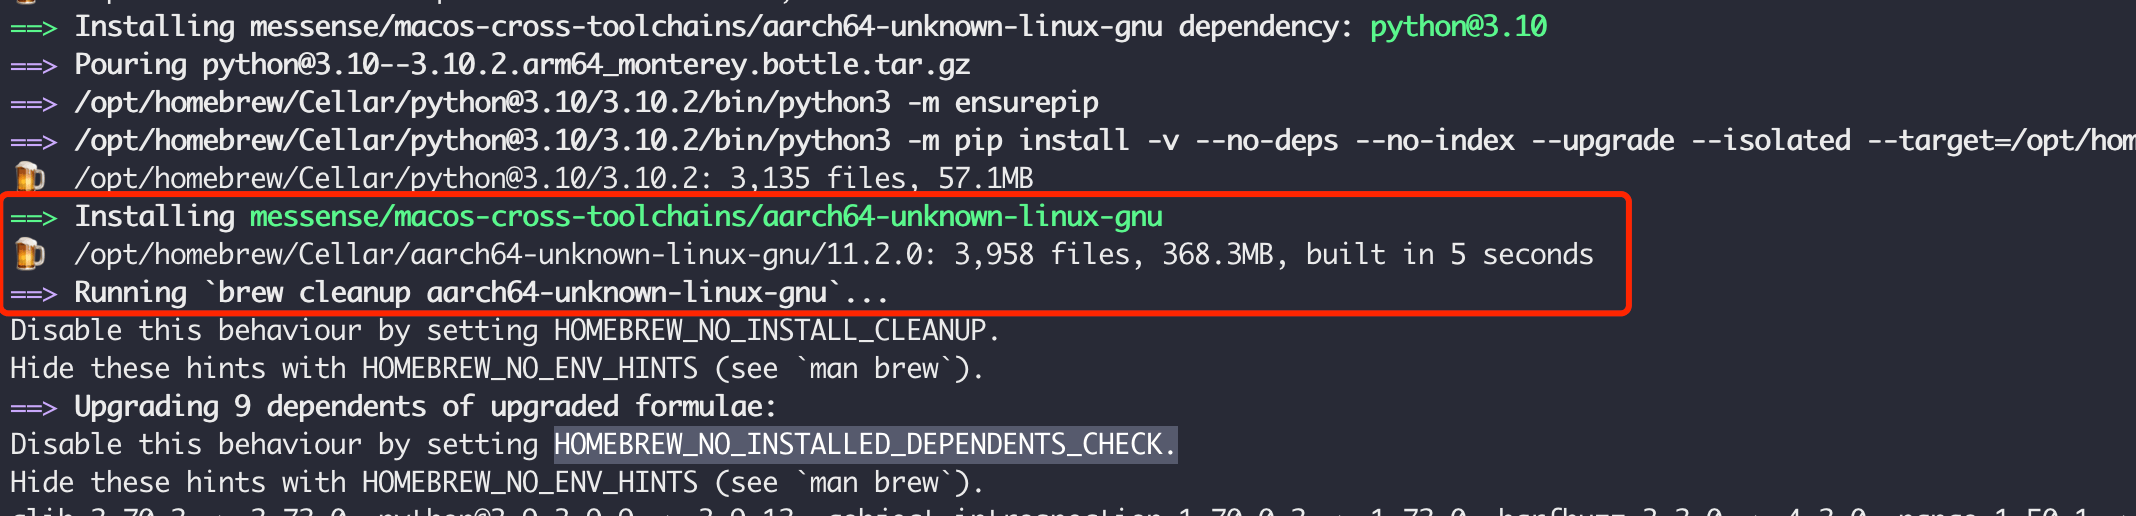 ==> Installing messense/macos-cross-toolchains/aarch64-unknown-linux-gnu dependency: python@3.10
==> Pouring python@3.10--3.10.2.arm64_monterey.bottle.tar.gz
==> /opt/homebrew/Cellar/python@3.10/3.10.2/bin/python3 -m ensurepip
==> /opt/homebrew/Cellar/python@3.10/3.10.2/bin/python3 -m pip install -v --no-deps --no-index --upgrade --isolated --target=/opt/hom
🍺 /opt/homebrew/Cellar/python@3.10/3.10.2: 3,135 files, 57.1MB
==> Installing messense/macos-cross-toolchains/aarch64-unknown-linux-gnu
🍺 /opt/homebrew/Cellar/aarch64-unknown-linux-gnu/11.2.0: 3,958 files, 368.3MB, built in 5 seconds
==> Running `brew cleanup aarch64-unknown-linux-gnu`...
Disable this behaviour by setting HOMEBREW_NO_INSTALL_CLEANUP.
Hide these hints with HOMEBREW_NO_ENV_HINTS (see `man brew`).
==> Upgrading 9 dependents of upgraded formulae:
Disable this behaviour by setting HOMEBREW_NO_INSTALLED_DEPENDENTS_CHECK.
Hide these hints with HOMEBREW_NO_ENV_HINTS (see `man brew`).